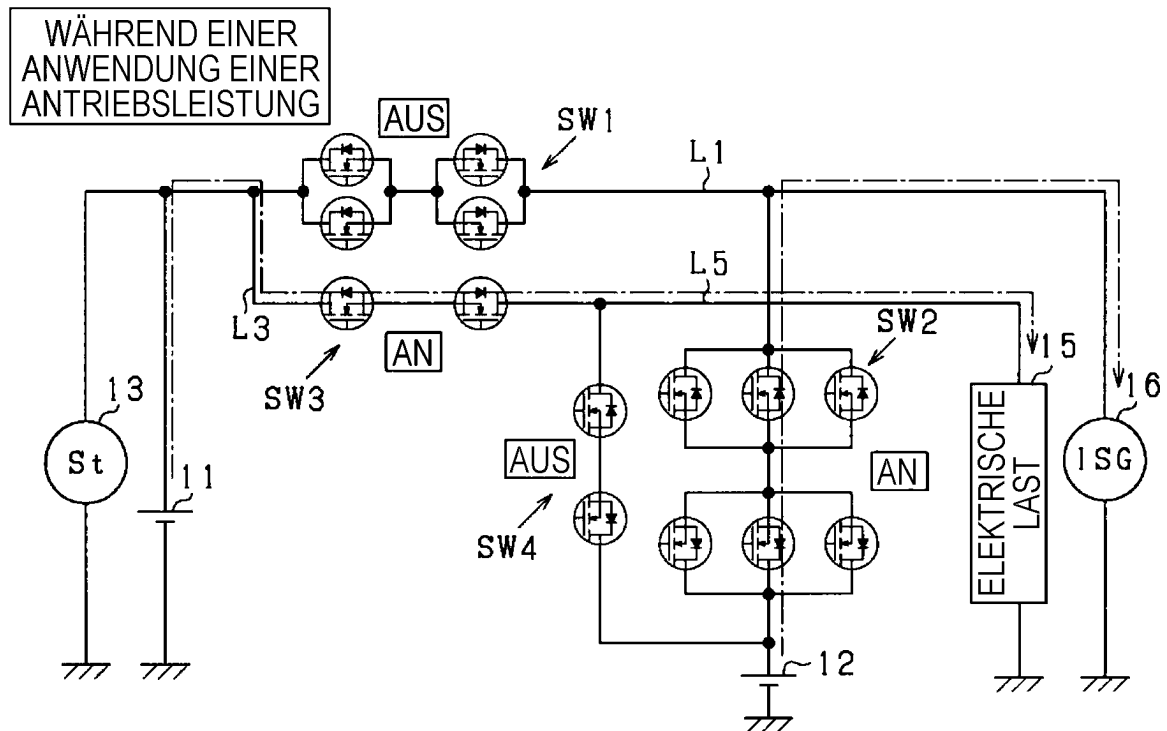 WÄHREND EINER
ANWENDUNG EINER
ANTRIEBSLEISTUNG
AUS
SW1
L1
L5
L3
AN
SW3
SW2
13
St
11
AUS
SW4
AN
15
16
ELEKTRISCHE
LAST
ISG
12